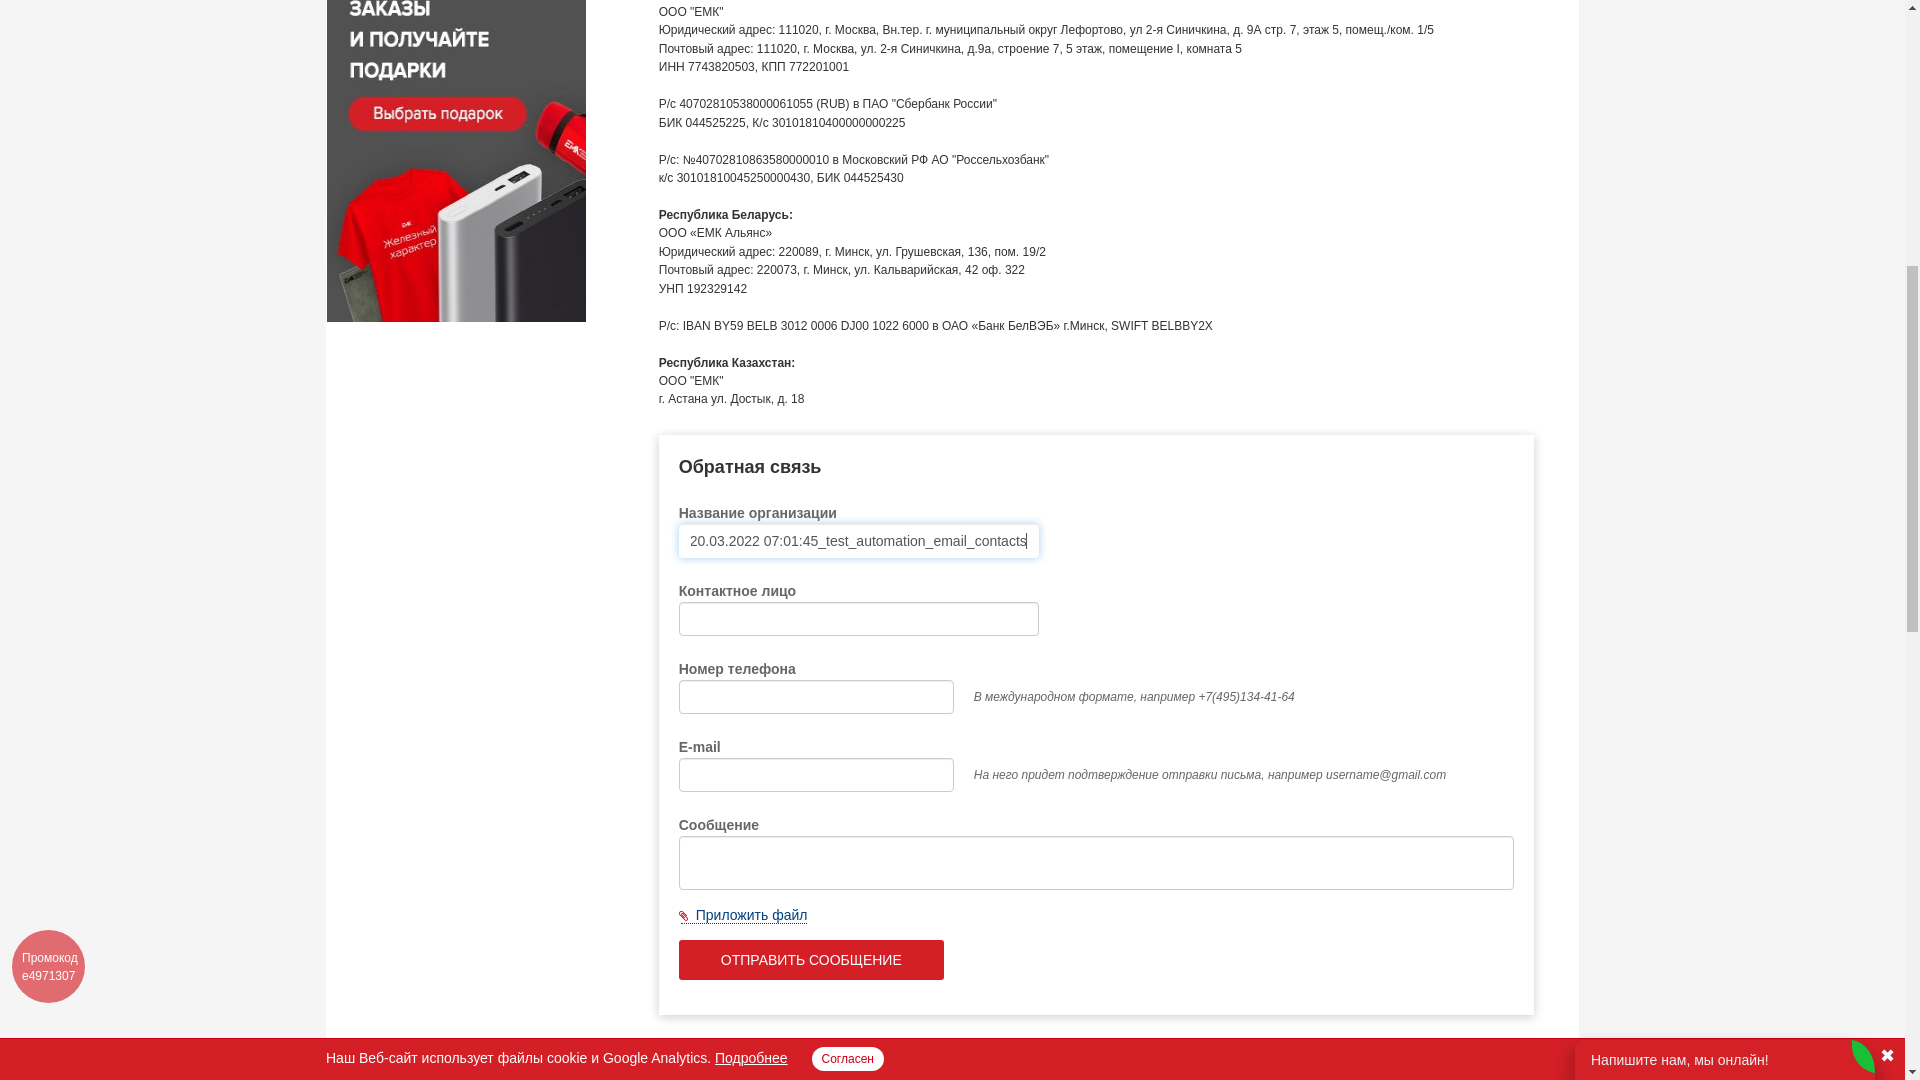 ЗАКАЗЫ
И ПОЛУЧАЙТЕ
ПОДАРКИ
Выбрать подарок
ЕМК
Железный
характер
ООО "ЕМК"
Юридический адрес: 111020, г. Москва, Вн.тер. г. муниципальный округ Лефортово, ул 2-я Синичкина, д. 9А стр. 7, этаж 5, помещ./ком. 1/5
Почтовый адрес: 111020, г. Москва, ул. 2-я Синичкина, д.9а, строение 7, 5 этаж, помещение I, комната 5
ИНН 7743820503, КПП 772201001
Р/с 40702810538000061055 (RUB) в ПАО "Сбербанк России"
БИК 044525225, К/с 30101810400000000225
Р/с: №40702810863580000010 в Московский РФ АО "Россельхозбанк"
к/с 30101810045250000430, БИК 044525430
Республика Беларусь:
ООО «ЕМК Альянс»
Юридический адрес: 220089, г. Минск, ул. Грушевская, 136, пом. 19/2
Почтовый адрес: 220073, г. Минск, ул. Кальварийская, 42 оф. 322
УНП 192329142
Р/с: IBAN BY59 BELB 3012 0006 DJ00 1022 6000 в ОАО «Банк БелВЭБ» г.Минск, SWIFT BELBBY2X
Республика Казахстан:
ООО "ЕМК"
г. Астана ул. Достык, д. 18
Обратная связь
Название организации
20.03.2022 07:01:45_test_automation_email_contacts
Контактное лицо
Номер телефона
В международном формате, например +7(495)134-41-64
E-mail
На него придет подтверждение отправки письма, например username@gmail.com
Сообщение
Приложить файл
ОТПРАВИТЬ СООБЩЕНИЕ
Промокод
e4971307
Наш Веб-сайт использует файлы cookie и Google Analytics. Подробнее
Согласен
Напишите нам, мы онлайн!